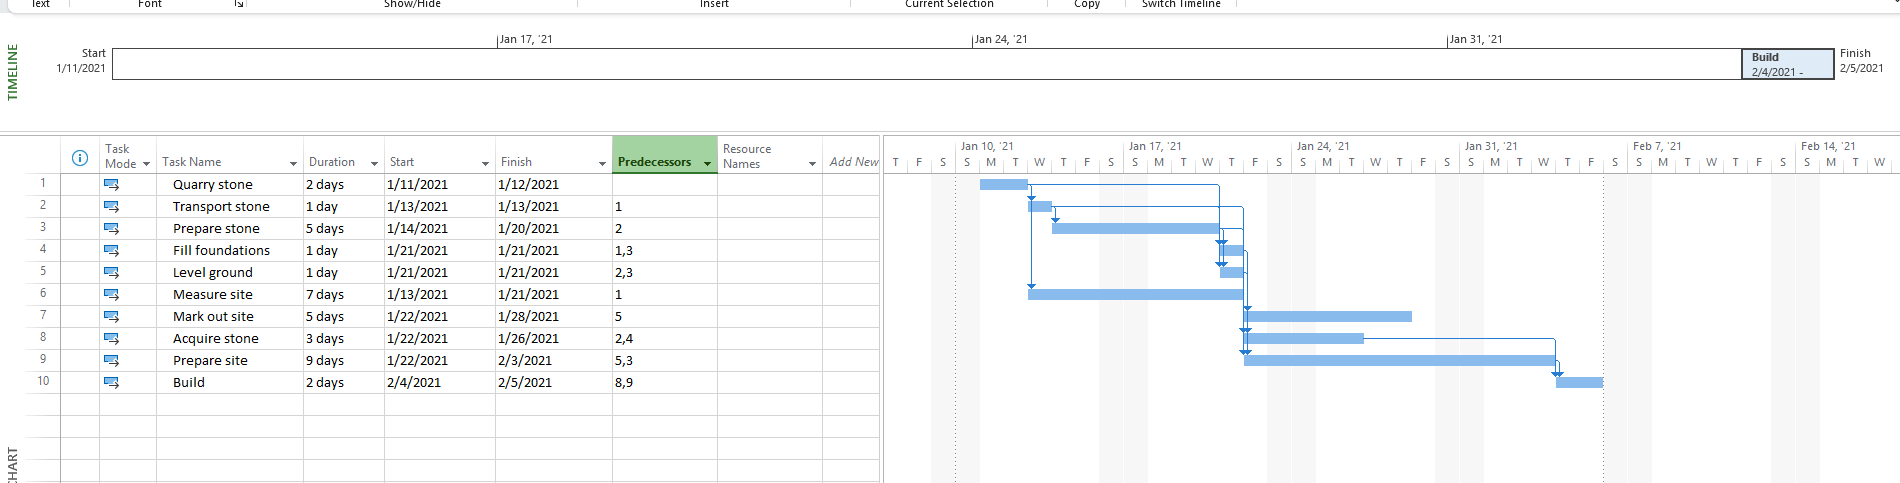 Text Font Show/Hide Insert Current Selection Copy Switch Timeline
TIMELINE
Jan 17, '21 Jan 24, '21 Jan 31, '21
Start
1/11/2021
Build
2/4/2021 -
Finish
2/5/2021
Task Mode Task Name Duration Start Finish Predecessors Resource Names Add New
1 Quarry stone 2 days 1/11/2021 1/12/2021
2 Transport stone 1 day 1/13/2021 1/13/2021 1
3 Prepare stone 5 days 1/14/2021 1/20/2021 2
4 Fill foundations 1 day 1/21/2021 1/21/2021 1,3
5 Level ground 1 day 1/21/2021 1/21/2021 2,3
6 Measure site 7 days 1/13/2021 1/21/2021 1
7 Mark out site 5 days 1/22/2021 1/28/2021 5
8 Acquire stone 3 days 1/22/2021 1/26/2021 2,4
9 Prepare site 9 days 1/22/2021 2/3/2021 5,3
10 Build 2 days 2/4/2021 2/5/2021 8,9
Jan 10, '21 Jan 17, '21 Jan 24, '21 Jan 31, '21 Feb 7, '21 Feb 14, '21
T F S S M T W T F S S M T W T F S S M T W T F S S M T W T F S S M T W T F S S M T W
CHART